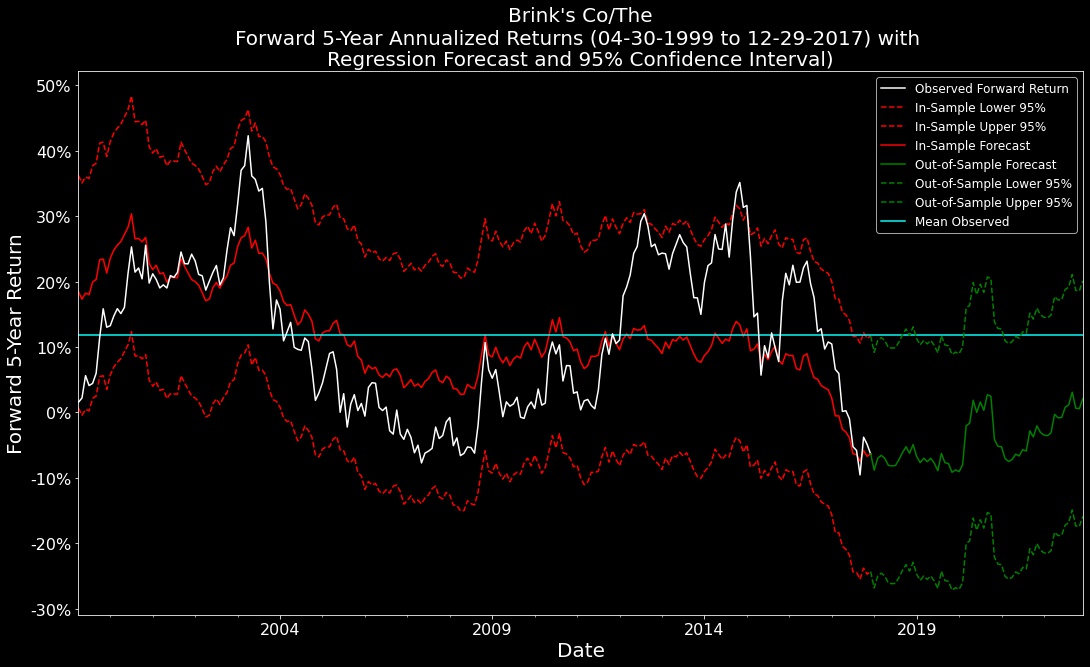 Brink's Co/The
Forward 5-Year Annualized Returns (04-30-1999 to 12-29-2017) with
Regression Forecast and 95% Confidence Interval)
50%
40%
30%
20%
10%
0%
-10%
-20%
-30%
Forward 5-Year Return
Observed Forward Return
In-Sample Lower 95%
In-Sample Upper 95%
In-Sample Forecast
Out-of-Sample Forecast
Out-of-Sample Lower 95%
Out-of-Sample Upper 95%
Mean Observed
2004
2009
2014
2019
Date